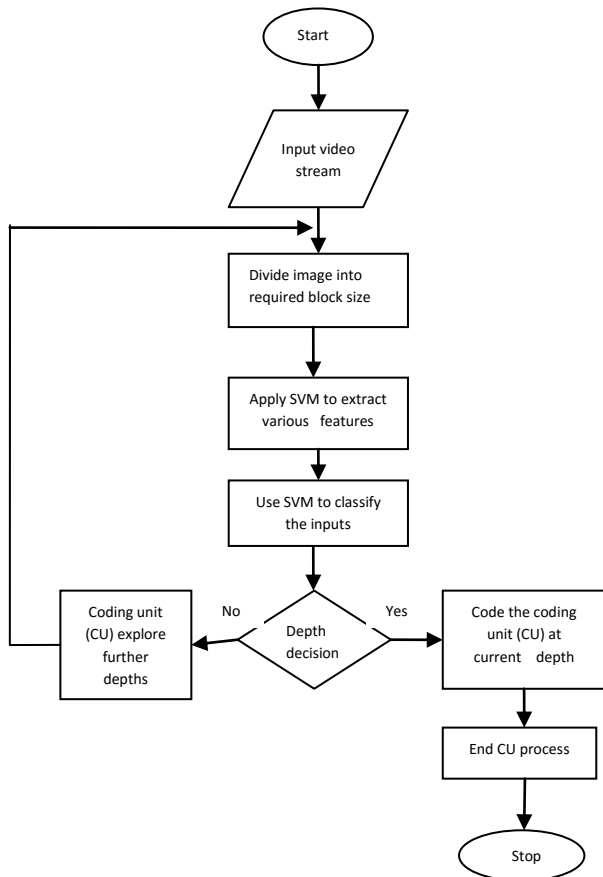 Start
Input video
stream
Divide image into
required block size
Apply SVM to extract
various features
Use SVM to classify
the inputs
No
Yes
Depth
decision
Coding unit
(CU) explore
further
depths
Code the coding
unit (CU) at
current depth
End CU process
Stop